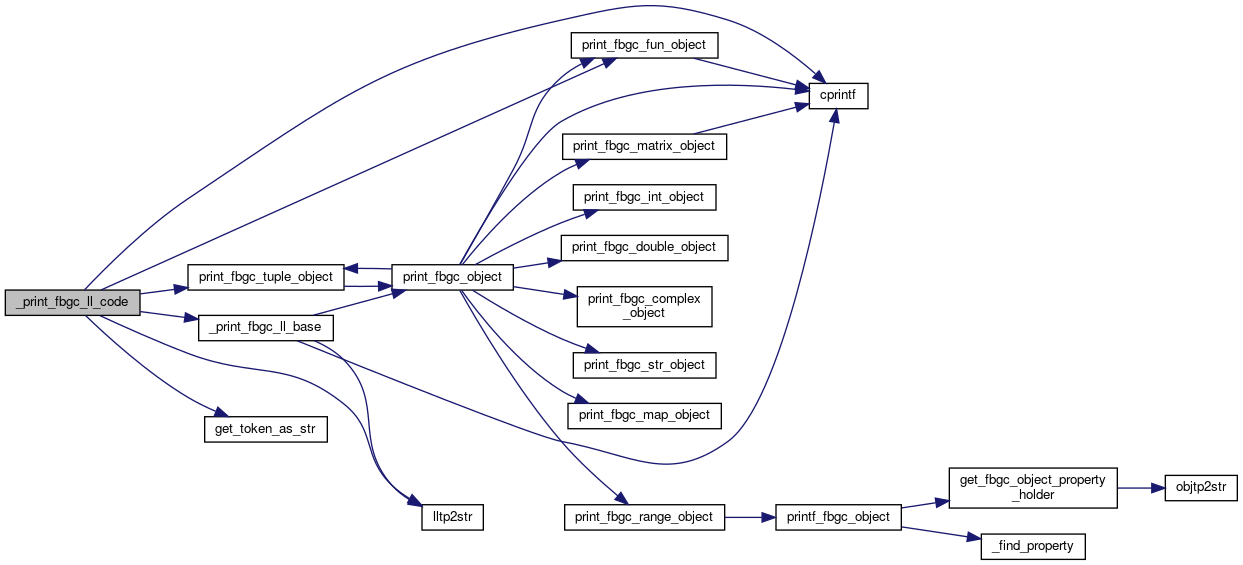 print_fbgc_fun_object
cprintf
print_fbgc_matrix_object
print_fbgc_int_object
print_fbgc_double_object
print_fbgc_tuple_object
print_fbgc_object
_print_fbgc_ll_code
print_fbgc_complex
_object
_print_fbgc_ll_base
print_fbgc_str_object
print_fbgc_map_object
get_token_as_str
get_fbgc_object_property
_holder
objtp2str
lltp2str
print_fbgc_range_object
printf_fbgc_object
_find_property